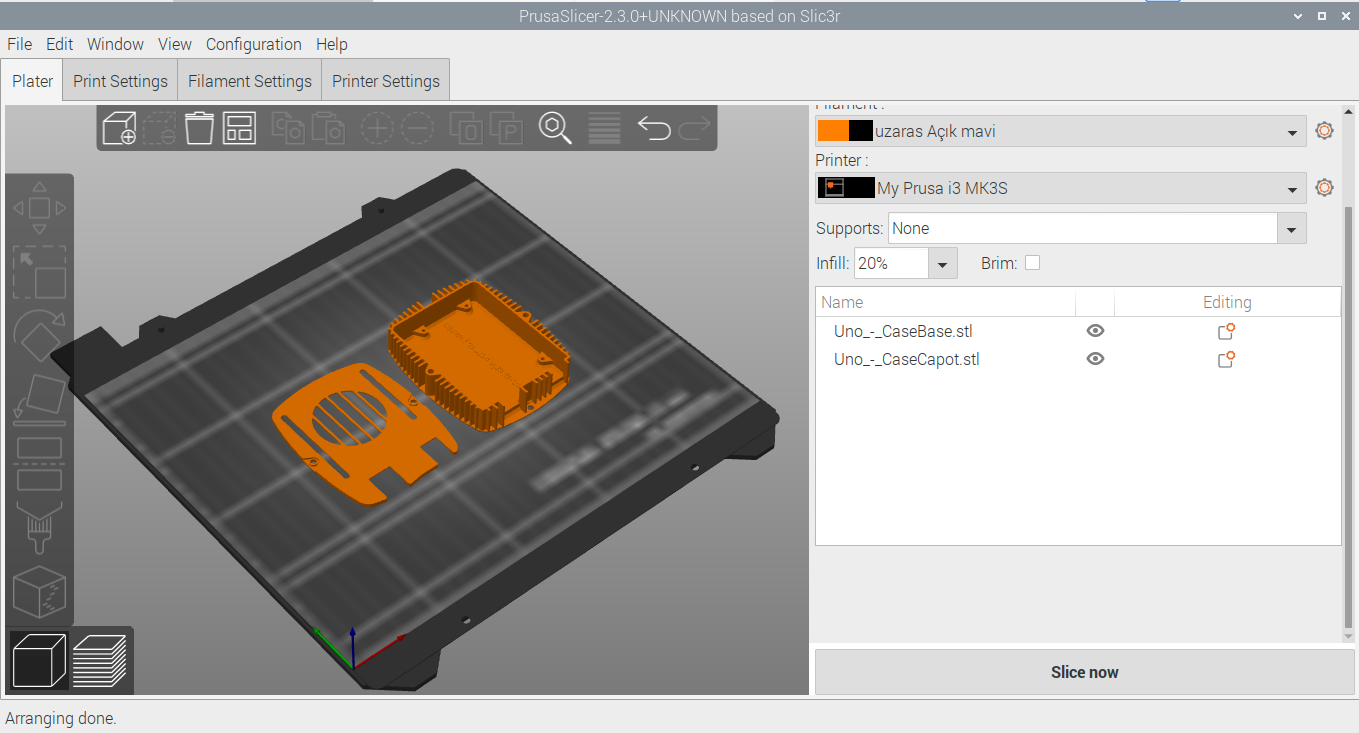 PrusaSlicer-2.3.0+UNKNOWN based on Slic3r
File Edit Window View Configuration Help
Plater Print Settings Filament Settings Printer Settings
Filament :
uzaras Açık mavi
Printer :
My Prusa i3 MK3S
Supports: None
Infill: 20% Brim:
Name Editing
Uno_-_CaseBase.stl
Uno_-_CaseCapot.stl
Slice now
Arranging done.